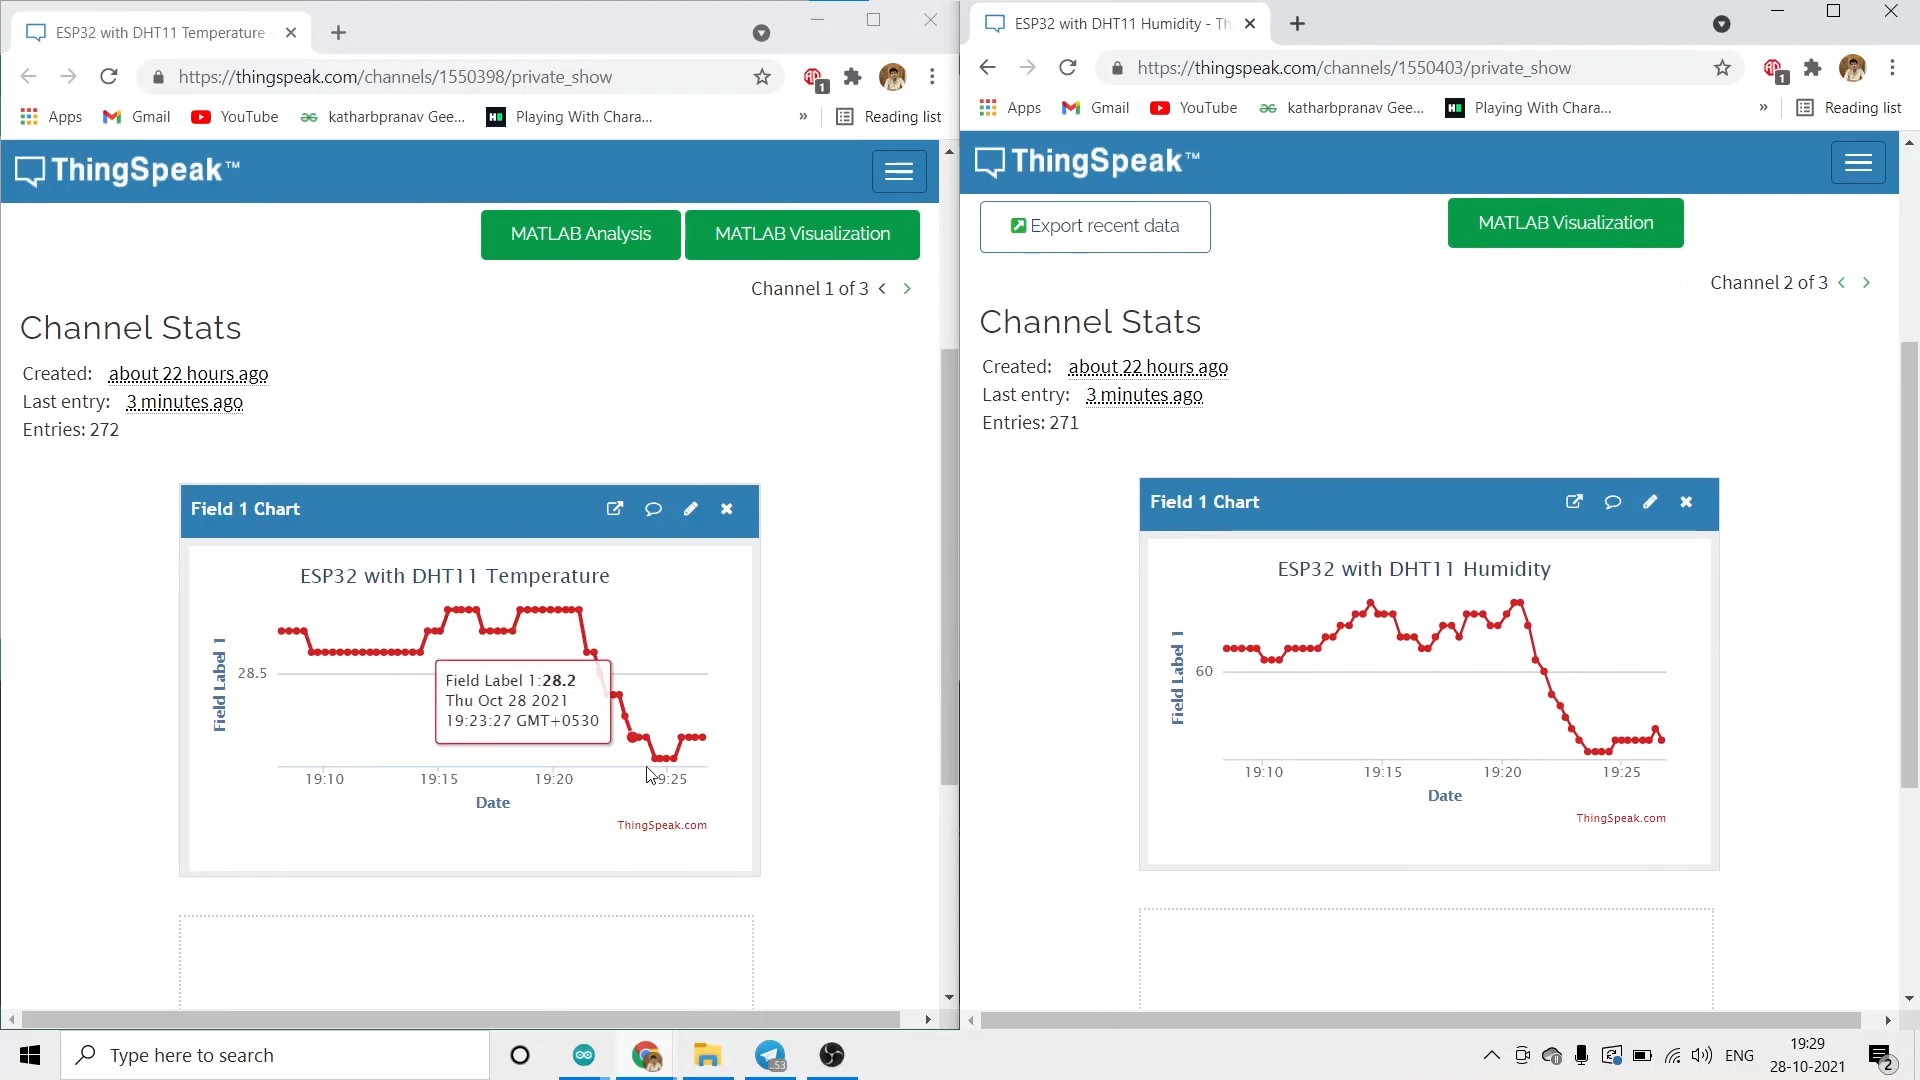 ESP32 with DHT11 Temperature -
https://thingspeak.com/channels/1550398/private_show
1
Apps
Gmail
YouTube
katharbpranav Gee...
Playing With Chara...
»
Reading list
ThingSpeak™
MATLAB Analysis
MATLAB Visualization
Channel 1 of 3 < >
Channel Stats
Created: about 22 hours ago
Last entry: 3 minutes ago
Entries: 272
Field 1 Chart
ESP32 with DHT11 Temperature
Field Label 1
28.5
Field Label 1:28.2
Thu Oct 28 2021
19:23:27 GMT+0530
19:10
19:15
19:20
19:25
Date
ThingSpeak.com
ESP32 with DHT11 Humidity - Th
https://thingspeak.com/channels/1550403/private_show
1
Apps
Gmail
YouTube
katharbpranav Gee...
Playing With Chara...
»
Reading list
ThingSpeak™
Export recent data
MATLAB Visualization
Channel 2 of 3 < >
Channel Stats
Created: about 22 hours ago
Last entry: 3 minutes ago
Entries: 271
Field 1 Chart
ESP32 with DHT11 Humidity
Field Label 1
60
19:10
19:15
19:20
19:25
Date
ThingSpeak.com
Type here to search
53
ENG
19:29
28-10-2021
2